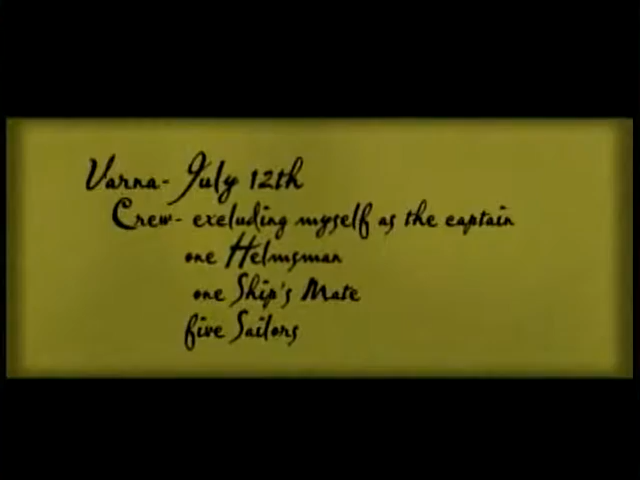 Varna- July 12th
Crew- excluding myself as the captain
one Helmsman
one Ship's Mate
five Sailors